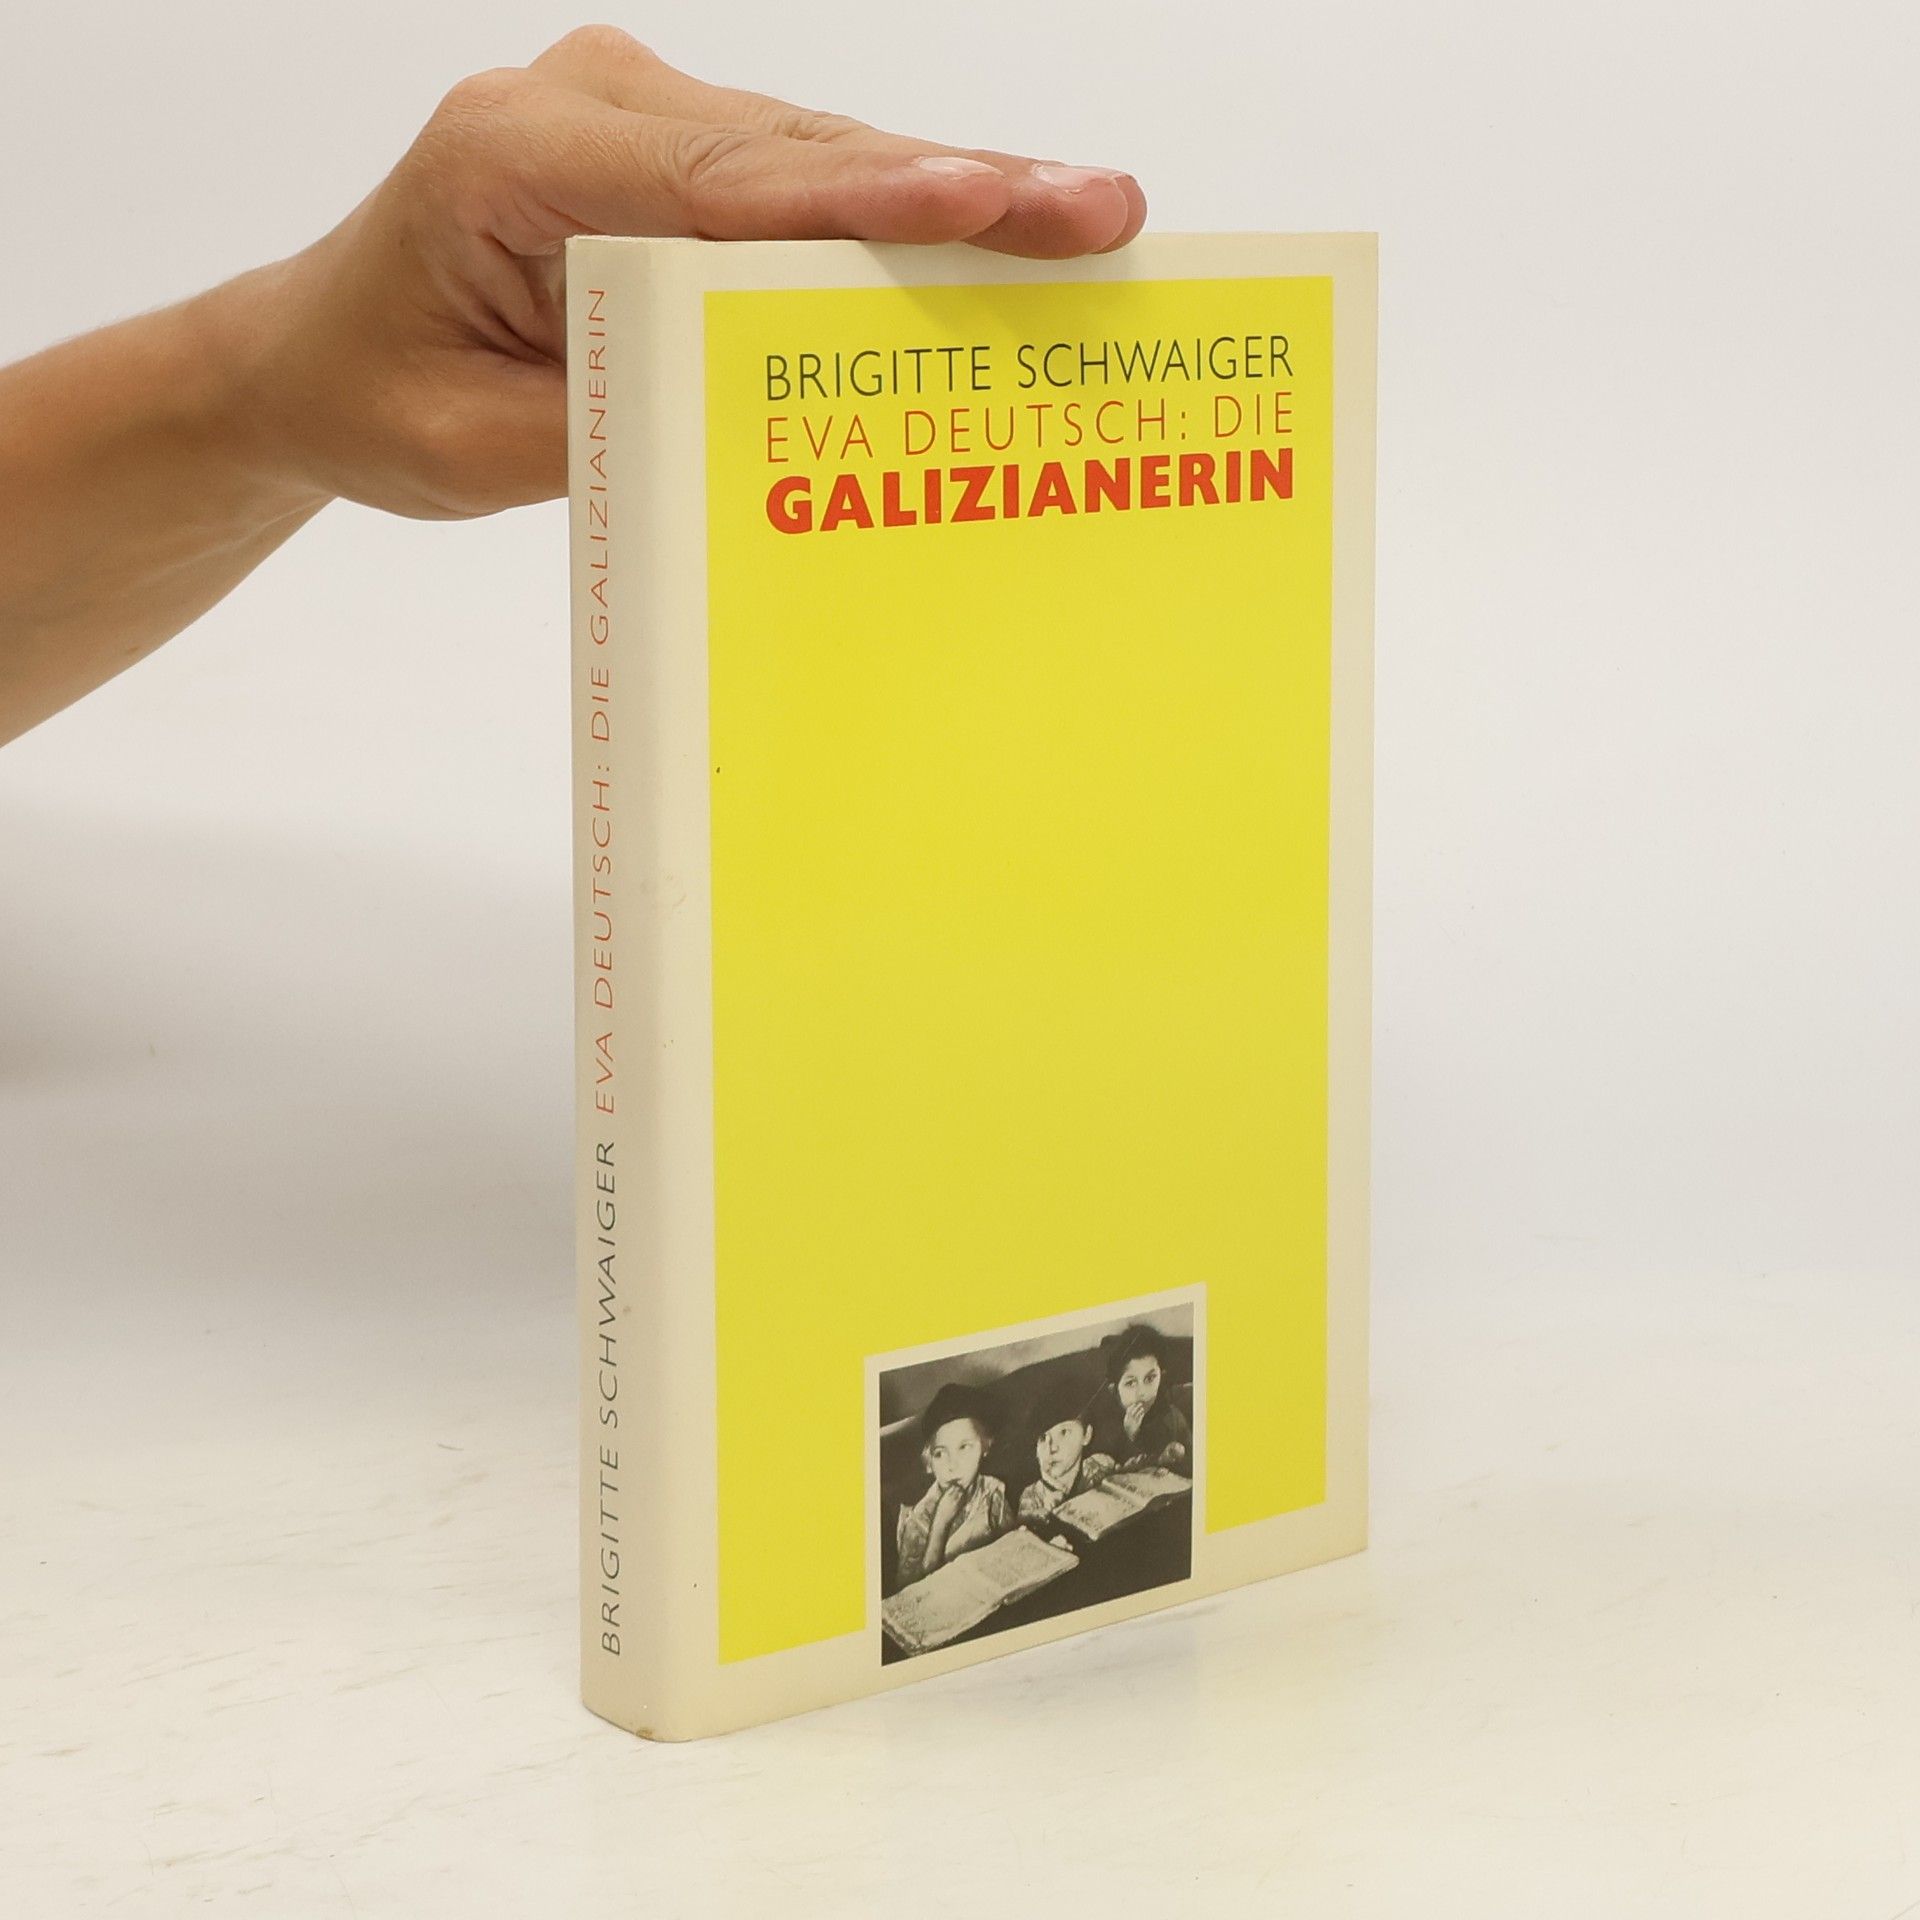 BRIGITTE SCHWAIGER
EVA DEUTSCH: DIE
GALIZIANERIN
BRIGITTE SCHWAIGER EVA DEUTSCH: DIE GALIZIANERIN